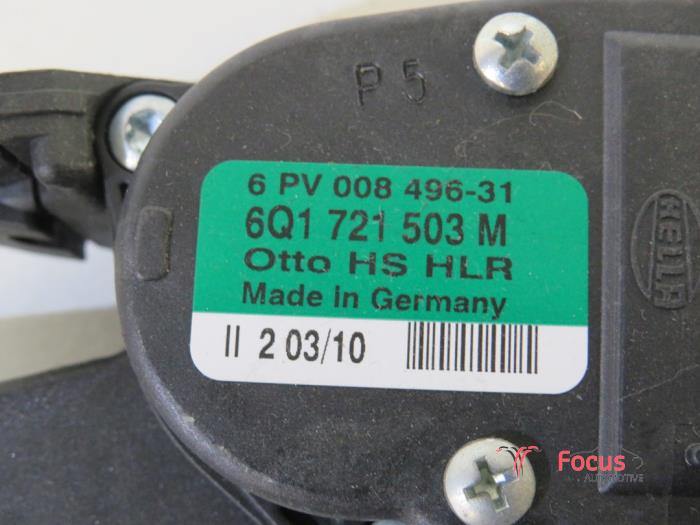 P 5
6 PV 008 496-31
6Q1 721 503 M
Otto HS HLR
Made in Germany
II 2 03/10
HELLA
Focus
AUTOMOTIVE